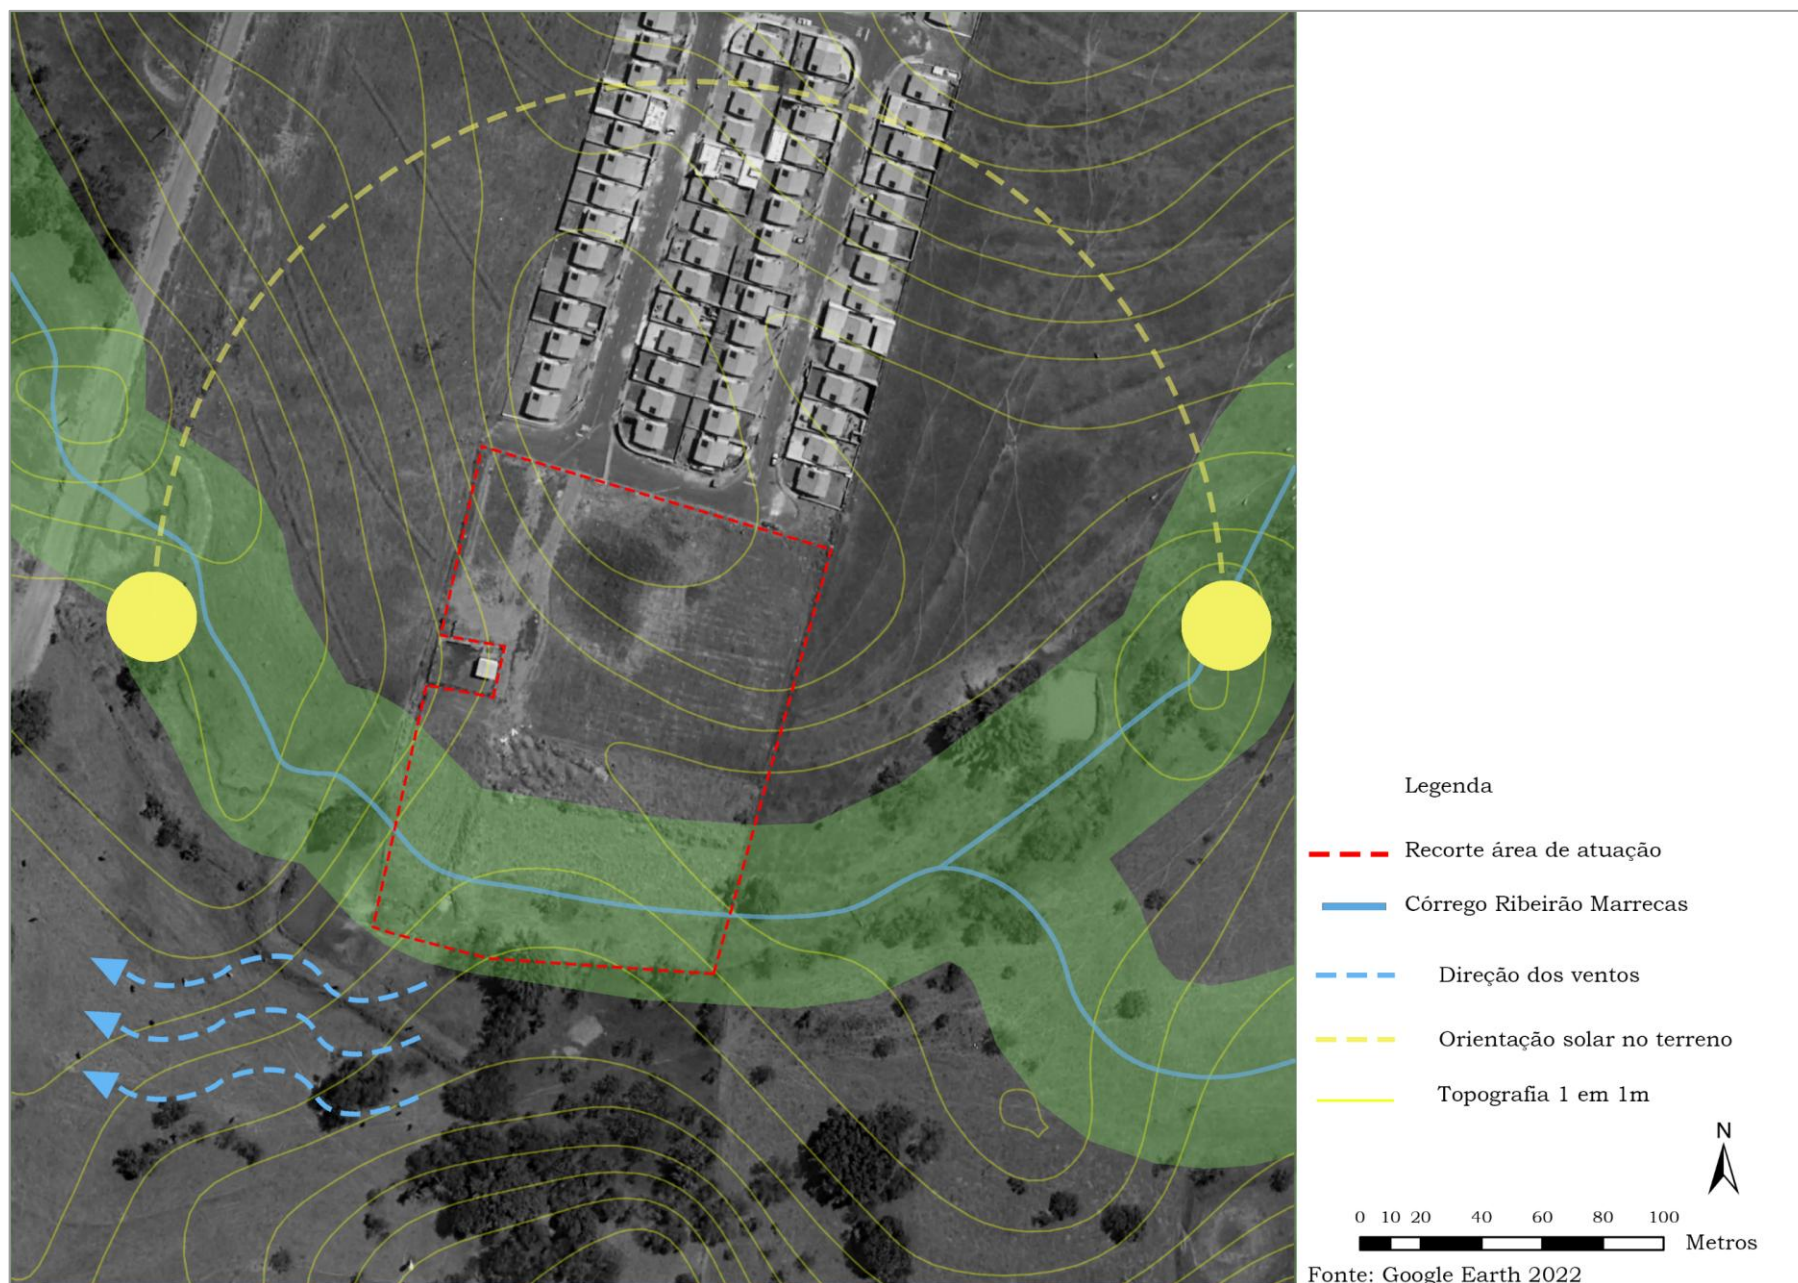 Legenda
Recorte área de atuação
Córrego Ribeirão Marrecas
Direção dos ventos
Orientação solar no terreno
Topografia 1 em 1m
N
0 10 20 40 60 80 100
Metros
Fonte: Google Earth 2022